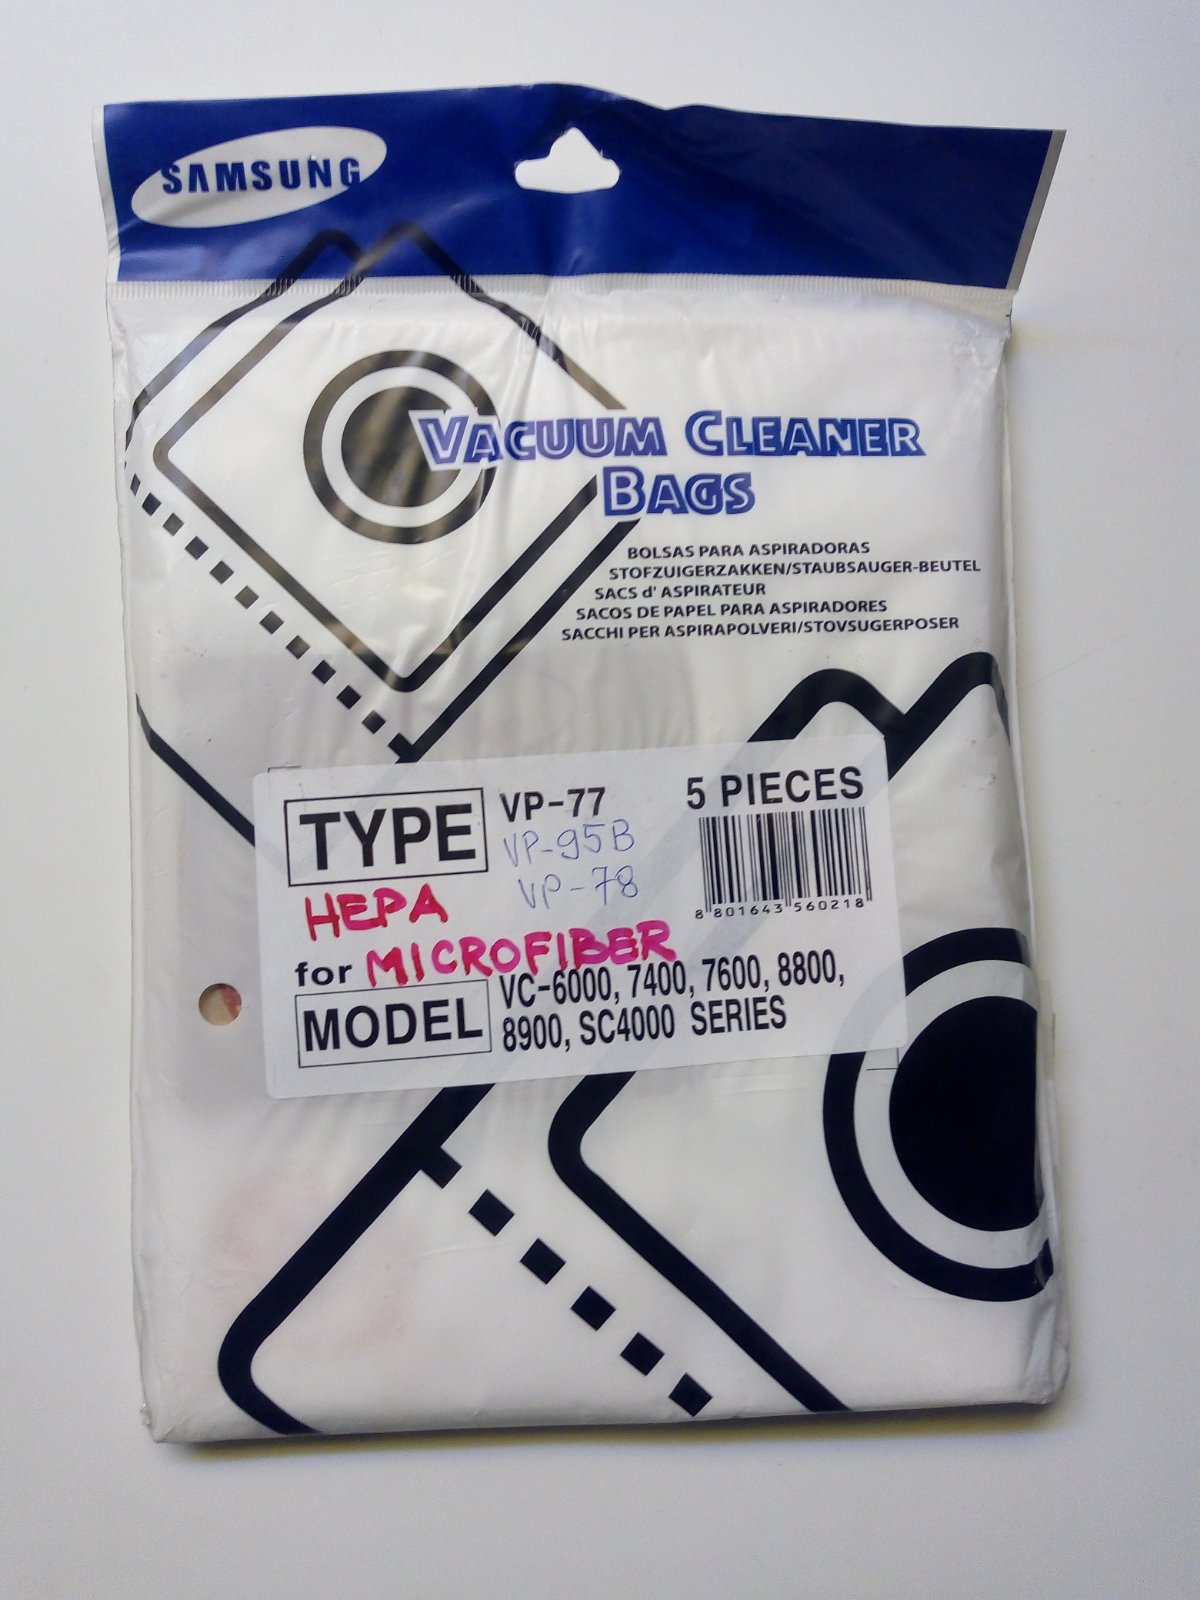 SAMSUNG
VACUUM CLEANER
BAGS
BOLSAS PARA ASPIRADORAS
STOFZUIGERZAKKEN/STAUBSAUGER-BEUTEL
SACS d' ASPIRATEUR
SACOS DE PAPEL PARA ASPIRADORES
SACCHI PER ASPIRAPOLVERI/STOVSUGERPOSER
TYPE VP-77 5 PIECES
VP-95B
VP-78
8 801643 560218
HEPA
for MICROFIBER
MODEL VC-6000, 7400, 7600, 8800,
8900, SC4000 SERIES